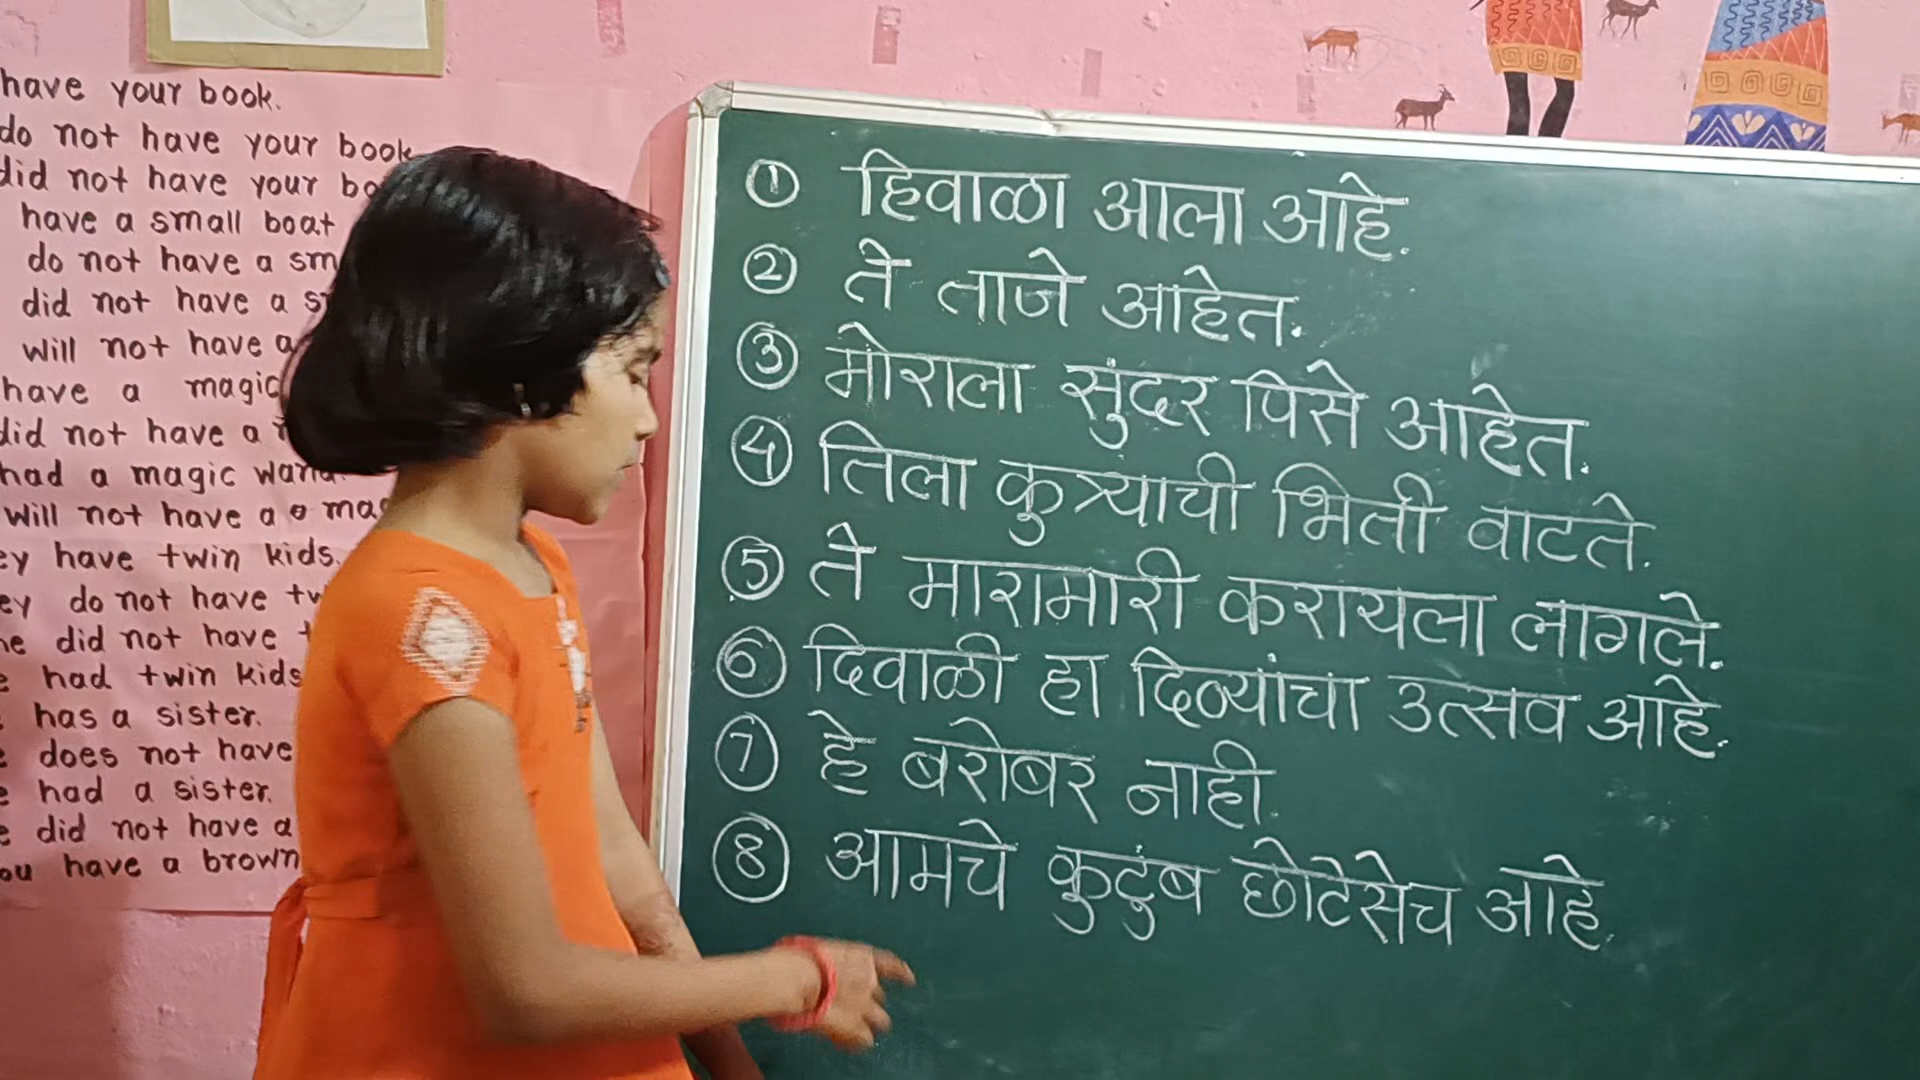 have your book.
do not have your book
did not have your
have a small boat
do not have a
did not have a
will not have a
have a magic
did not have a
had a magic wand
will not have a
have twin kids.
do not have
did not have
had twin kids
has a sister.
does not have
had a sister.
did not have a
have a brown
① हिवाळा आला आहे.
② ते ताजे आहेत.
③ मोराला सुंदर पिसे आहेत.
④ तिला कुत्र्याची भिती वाटते.
⑤ ते मारामारी करायला लागले.
⑥ दिवाळी हा दिव्यांचा उत्सव आहे.
⑦ हे बरोबर नाही.
⑧ आमचे कुटुंब छोटेसेच आहे.